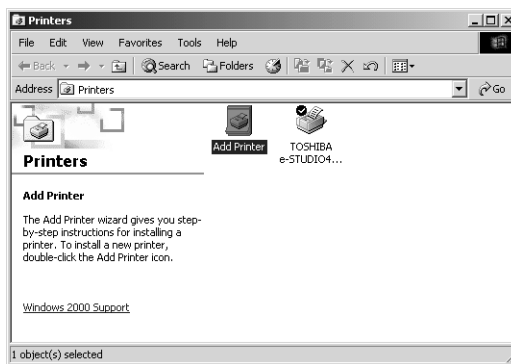 Printers
File Edit View Favorites Tools Help
Back Search Folders
Address Printers Go
Add Printer
TOSHIBA
e-STUDIO4...
Printers
Add Printer
The Add Printer wizard gives you step-
by-step instructions for installing a
printer. To install a new printer,
double-click the Add Printer icon.
Windows 2000 Support
1 object(s) selected